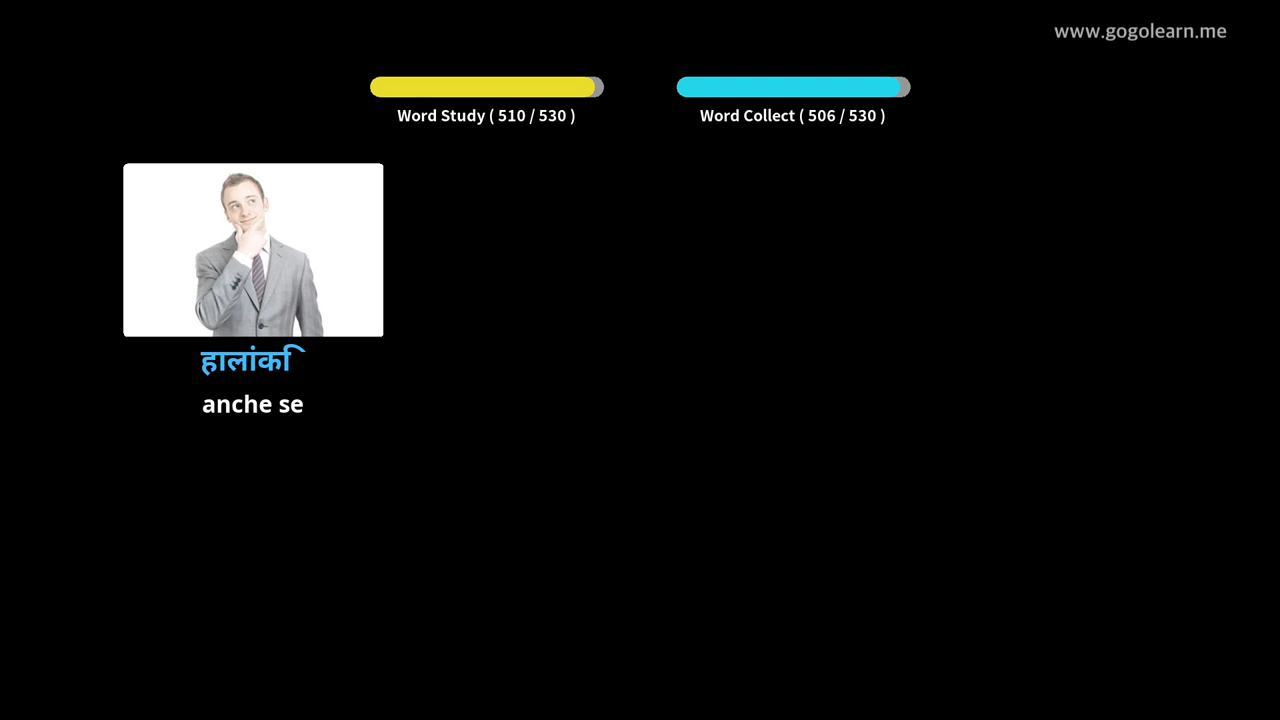 www.gogolearn.me
Word Study ( 510 / 530 )
Word Collect ( 506 / 530 )
हालांकि
anche se